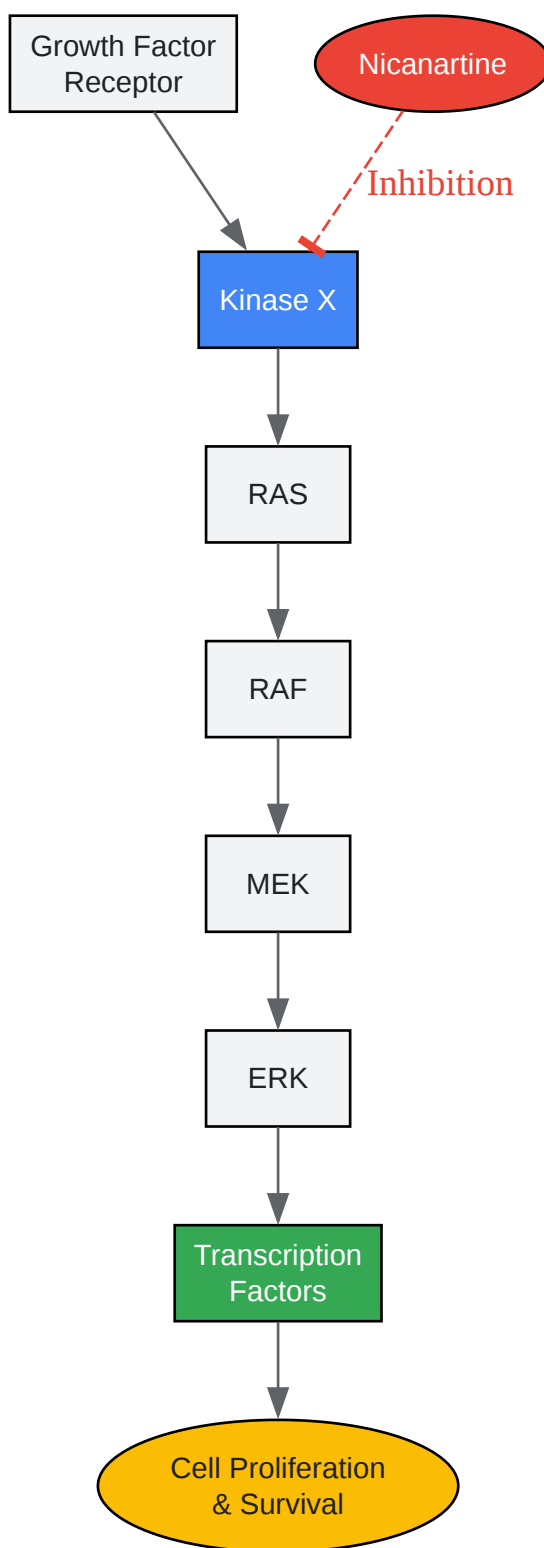 Growth Factor
Receptor
Nicanartine
Inhibition
Kinase X
RAS
RAF
MEK
ERK
Transcription
Factors
Cell Proliferation
& Survival